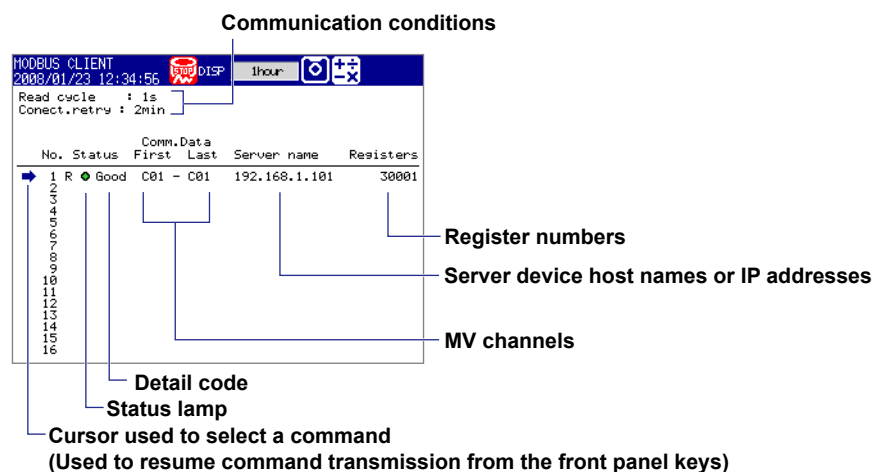 Communication conditions
MODBUS CLIENT
2008/01/23 12:34:56 STOP DISP 1hour
Read cycle : 1s
Conect.retry : 2min
Comm.Data
No. Status First Last Server name Registers
1 R Good C01 - C01 192.168.1.101 30001
2
3
4
5
6
7
8
9
10
11
12
13
14
15
16
Register numbers
Server device host names or IP addresses
MV channels
Detail code
Status lamp
Cursor used to select a command
(Used to resume command transmission from the front panel keys)